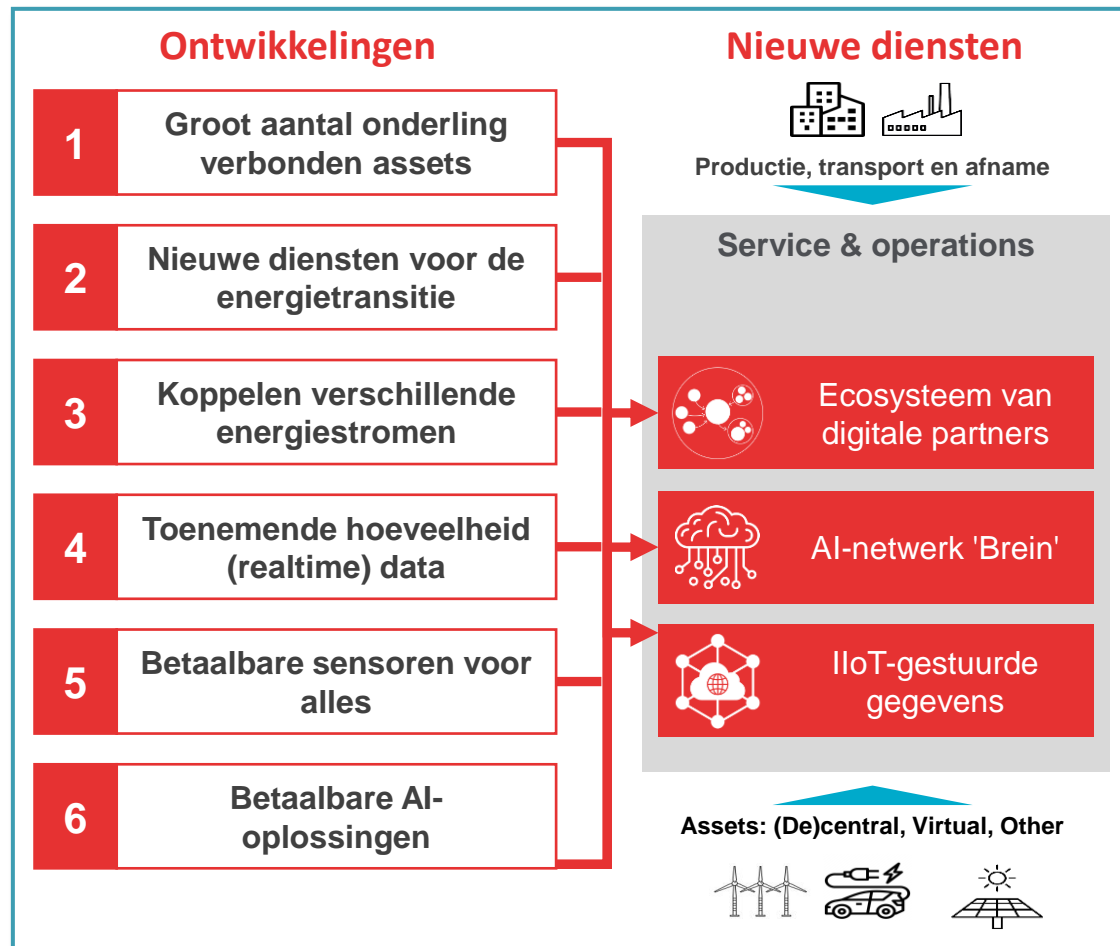 Ontwikkelingen
1
Groot aantal onderling
verbonden assets
2
Nieuwe diensten voor de
energietransitie
3
Koppelen verschillende
energiestromen
4
Toenemende hoeveelheid
(realtime) data
5
Betaalbare sensoren voor
alles
6
Betaalbare AI-
oplossingen
Nieuwe diensten
Productie, transport en afname
Service & operations
Ecosysteem van
digitale partners
AI-netwerk 'Brein'
IIoT-gestuurde
gegevens
Assets: (De)central, Virtual, Other